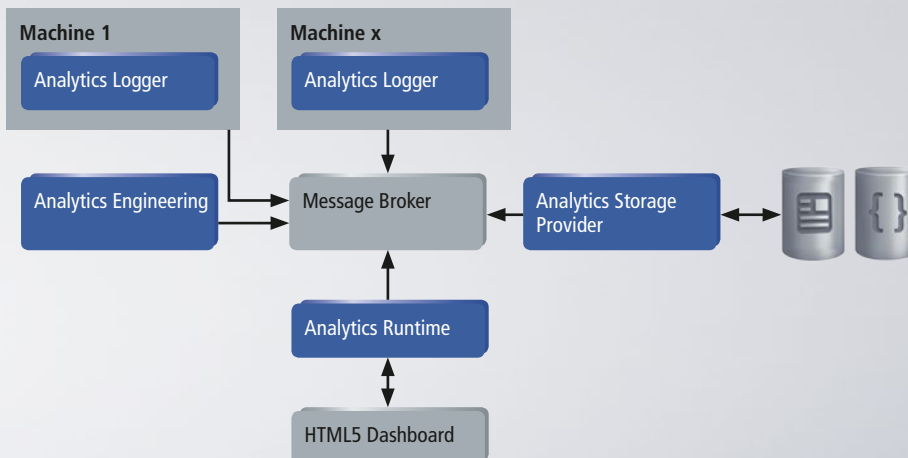 Machine 1
Machine x
Analytics Logger
Analytics Logger
Analytics Engineering
Message Broker
Analytics Storage
Provider
{ }
Analytics Runtime
HTML5 Dashboard